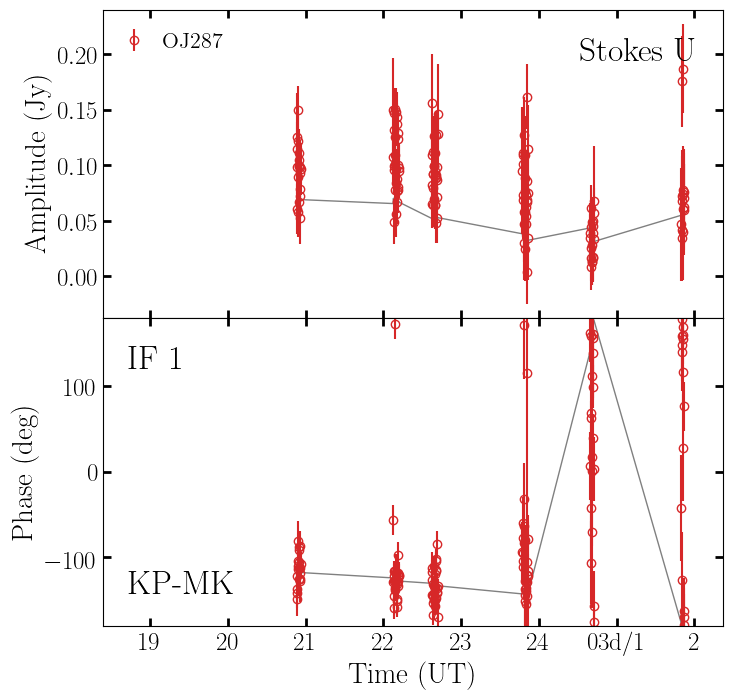 OJ287
Stokes U
0.20
0.15
0.10
0.05
0.00
Amplitude (Jy)
IF 1
100
0
−100
Phase (deg)
KP-MK
19 20 21 22 23 24 03d/1 2
Time (UT)